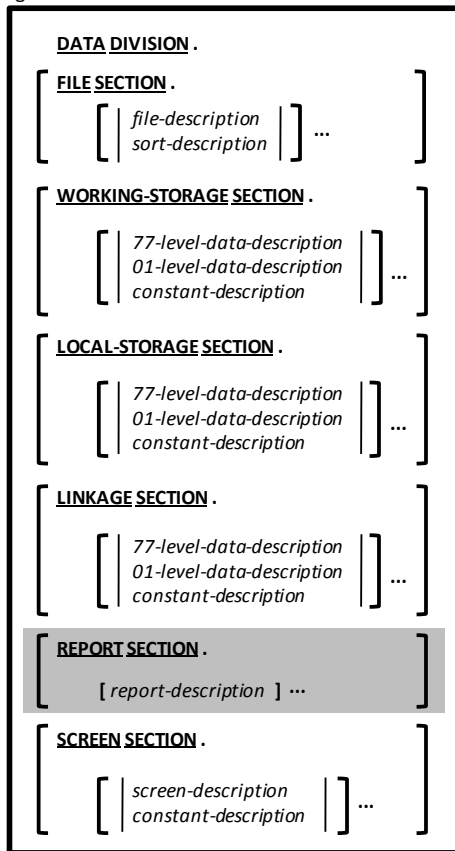 DATA DIVISION .
FILE SECTION .
file-description
sort-description
...
WORKING-STORAGE SECTION .
77-level-data-description
01-level-data-description
constant-description
...
LOCAL-STORAGE SECTION .
77-level-data-description
01-level-data-description
constant-description
...
LINKAGE SECTION .
77-level-data-description
01-level-data-description
constant-description
...
REPORT SECTION .
[ report-description ] ...
SCREEN SECTION .
screen-description
constant-description
...